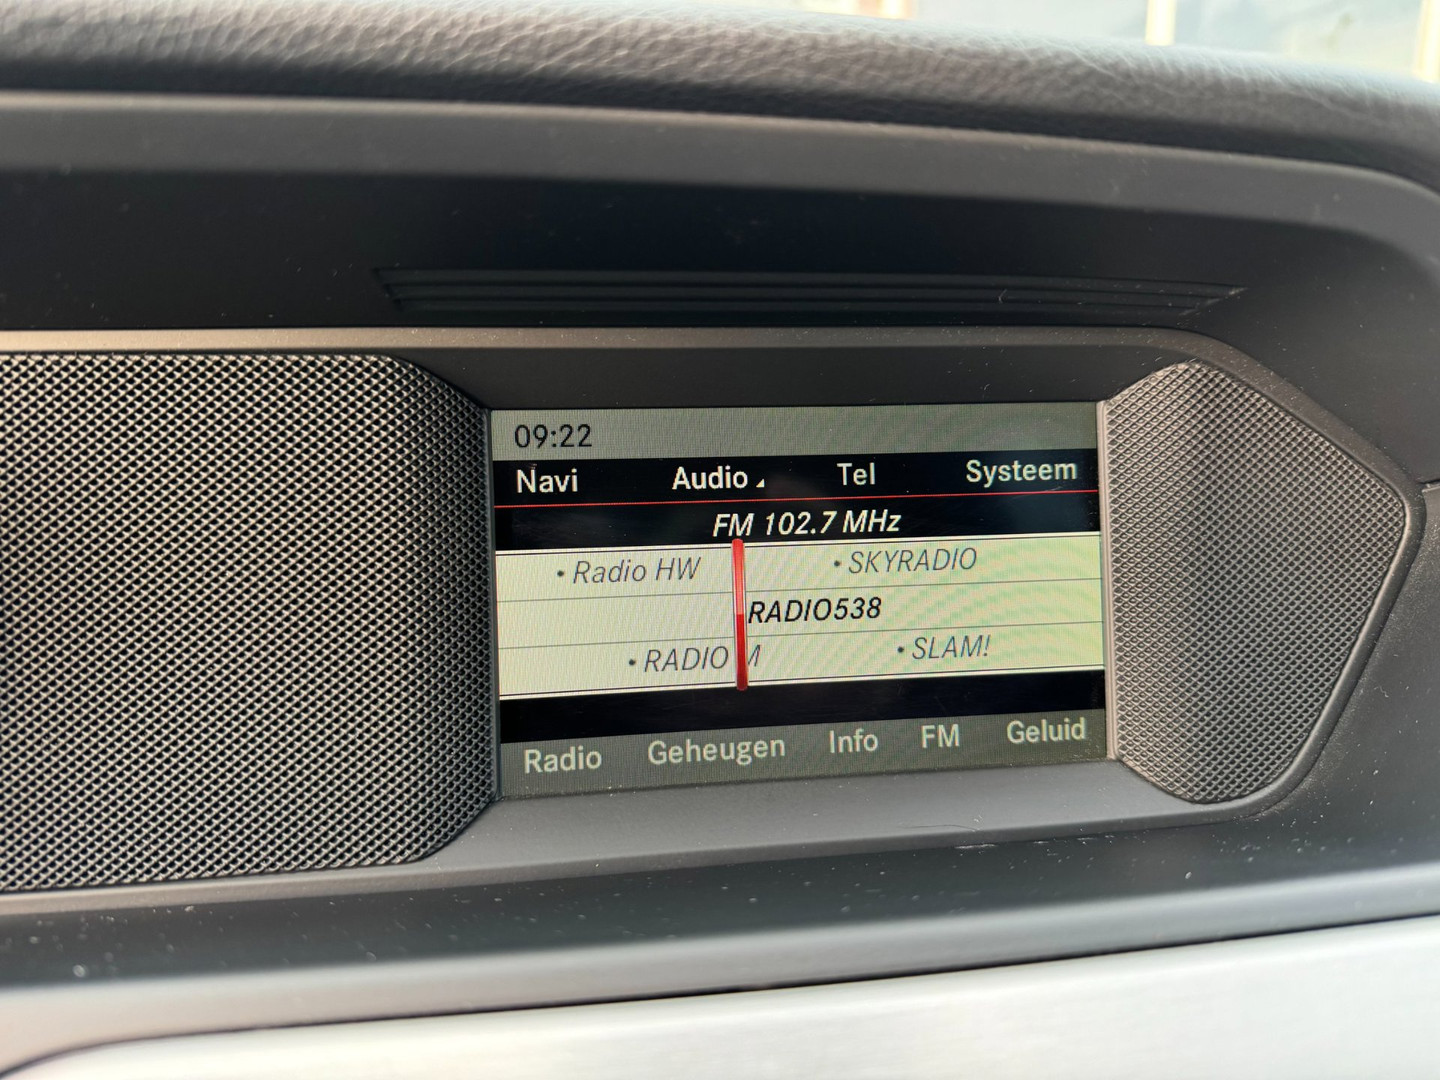 09:22
Navi Audio Tel Systeem
FM 102.7 MHz
• Radio HW • SKYRADIO
RADIO538
• RADIO M • SLAM!
Radio Geheugen Info FM Geluid